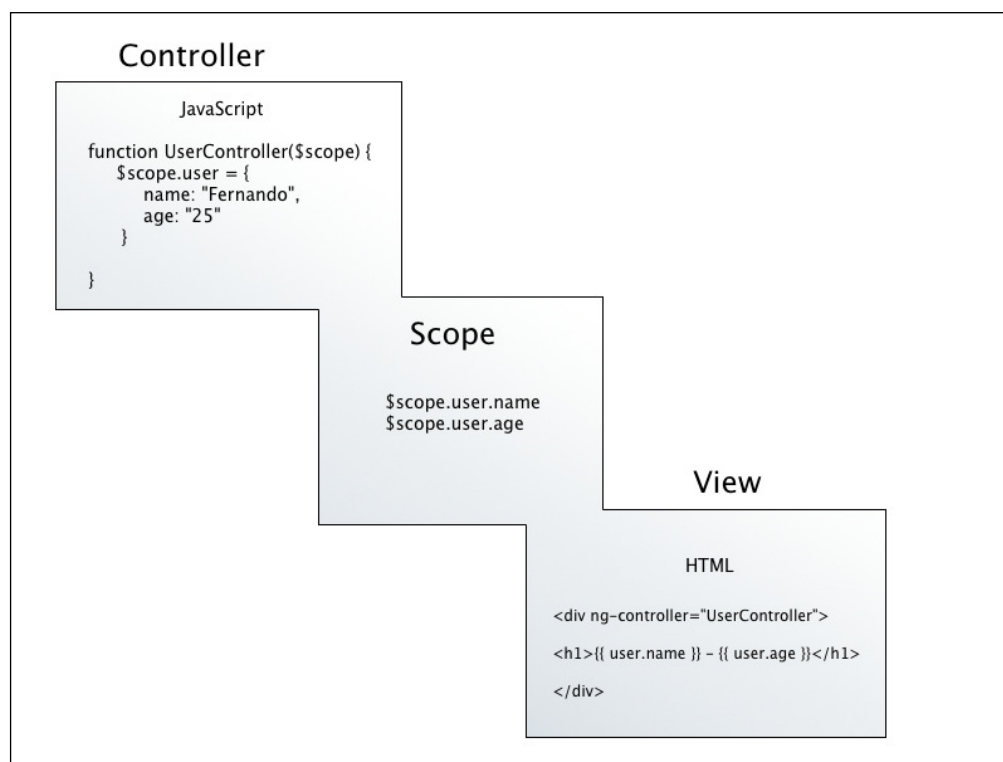 Controller
JavaScript
function UserController($scope) {
$scope.user = {
name: "Fernando",
age: "25"
}
}
Scope
$scope.user.name
$scope.user.age
View
HTML
<div ng-controller="UserController">
<h1>{{ user.name }} - {{ user.age }}</h1>
</div>